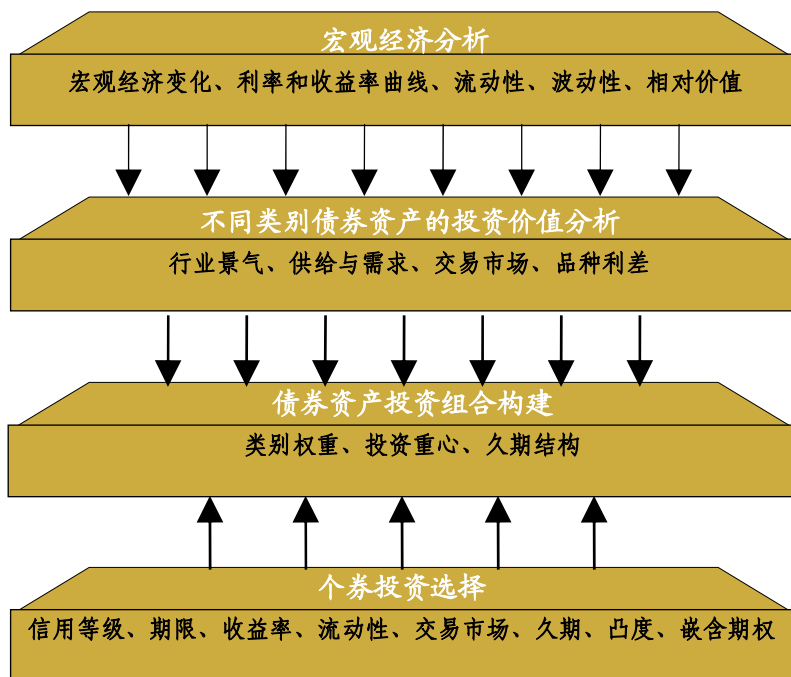 宏观经济分析
宏观经济变化、利率和收益率曲线、流动性、波动性、相对价值
不同类别债券资产的投资价值分析
行业景气、供给与需求、交易市场、品种利差
债券资产投资组合构建
类别权重、投资重心、久期结构
个券投资选择
信用等级、期限、收益率、流动性、交易市场、久期、凸度、嵌含期权